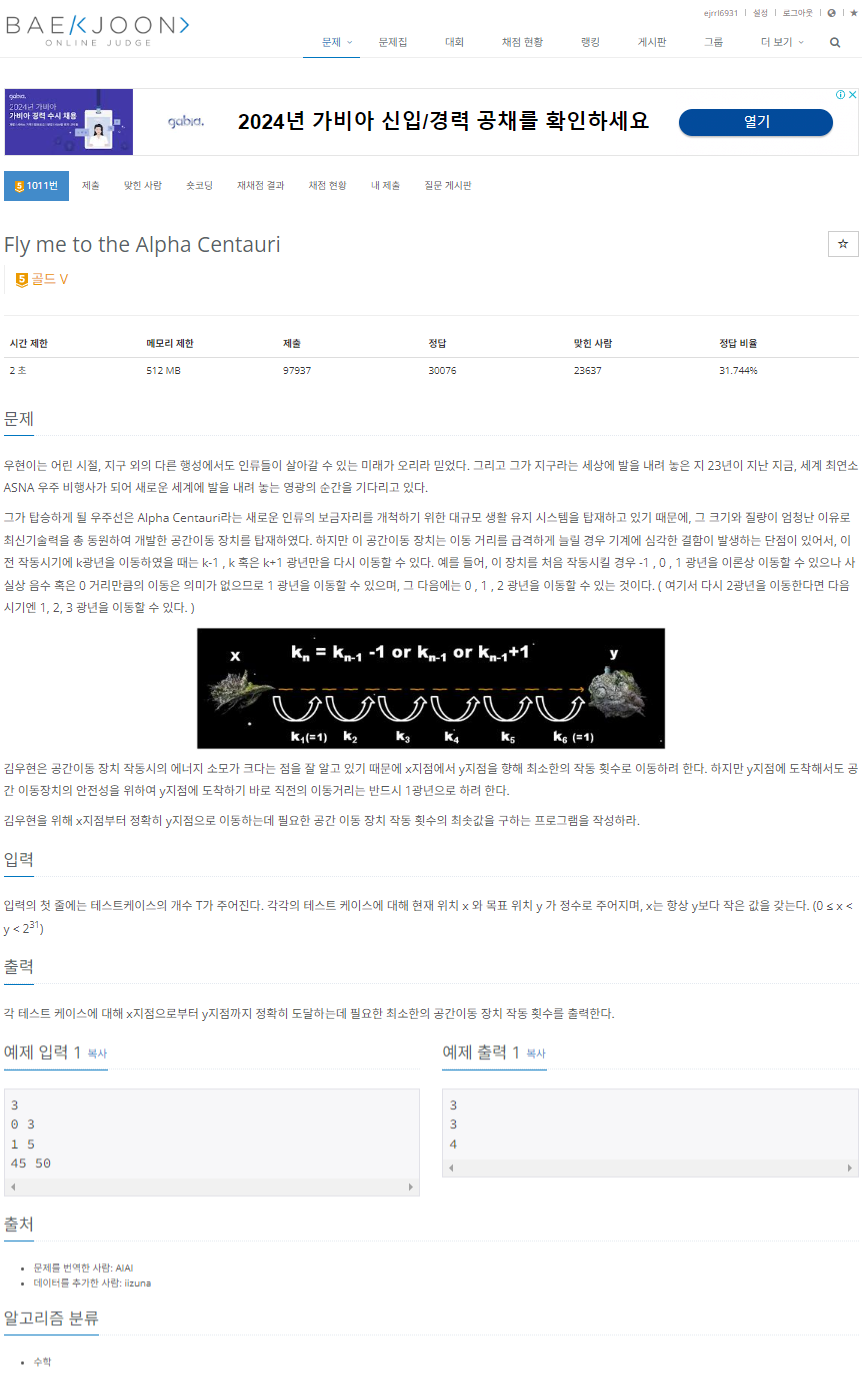 ejrrl6931 | 설정 | 로그아웃 |
BAEKJOON>
ONLINE JUDGE
문제 문제집 대회 채점 현황 랭킹 게시판 그룹 더 보기
gabia.
2024년 가비아
가비아 경력 수시 채용
gabia.
2024년 가비아 신입/경력 공채를 확인하세요
열기
5 1011번 제출 맞힌 사람 숏코딩 재채점 결과 채점 현황 내 제출 질문 게시판
Fly me to the Alpha Centauri
5 골드 V
시간 제한 메모리 제한 제출 정답 맞힌 사람 정답 비율
2 초 512 MB 97937 30076 23637 31.744%
문제
우현이는 어린 시절, 지구 외의 다른 행성에서도 인류들이 살아갈 수 있는 미래가 오리라 믿었다. 그리고 그가 지구라는 세상에 발을 내려 놓은 지 23년이 지난 지금, 세계 최연소
ASNA 우주 비행사가 되어 새로운 세계에 발을 내려 놓는 영광의 순간을 기다리고 있다.
그가 탑승하게 될 우주선은 Alpha Centauri라는 새로운 인류의 보금자리를 개척하기 위한 대규모 생활 유지 시스템을 탑재하고 있기 때문에, 그 크기와 질량이 엄청난 이유로
최신기술력을 총 동원하여 개발한 공간이동 장치를 탑재하였다. 하지만 이 공간이동 장치는 이동 거리를 급격하게 늘릴 경우 기계에 심각한 결함이 발생하는 단점이 있어서, 이
전 작동시기에 k광년을 이동하였을 때는 k-1 , k 혹은 k+1 광년만을 다시 이동할 수 있다. 예를 들어, 이 장치를 처음 작동시킬 경우 -1 , 0 , 1 광년을 이론상 이동할 수 있으나 사
실상 음수 혹은 0 거리만큼의 이동은 의미가 없으므로 1 광년을 이동할 수 있으며, 그 다음에는 0 , 1 , 2 광년을 이동할 수 있는 것이다. ( 여기서 다시 2광년을 이동한다면 다음
시기엔 1, 2, 3 광년을 이동할 수 있다. )
x kn = kn-1 -1 or kn-1 or kn-1+1 y
k1(=1) k2 k3 k4 k5 k6 (=1)
김우현은 공간이동 장치 작동시의 에너지 소모가 크다는 점을 잘 알고 있기 때문에 x지점에서 y지점을 향해 최소한의 작동 횟수로 이동하려 한다. 하지만 y지점에 도착해서도 공
간 이동장치의 안전성을 위하여 y지점에 도착하기 바로 직전의 이동거리는 반드시 1광년으로 하려 한다.
김우현을 위해 x지점부터 정확히 y지점으로 이동하는데 필요한 공간 이동 장치 작동 횟수의 최솟값을 구하는 프로그램을 작성하라.
입력
입력의 첫 줄에는 테스트케이스의 개수 T가 주어진다. 각각의 테스트 케이스에 대해 현재 위치 x 와 목표 위치 y 가 정수로 주어지며, x는 항상 y보다 작은 값을 갖는다. (0 ≤ x <
y < 2^31)
출력
각 테스트 케이스에 대해 x지점으로부터 y지점까지 정확히 도달하는데 필요한 최소한의 공간이동 장치 작동 횟수를 출력한다.
예제 입력 1 복사
3
0 3
1 5
45 50
예제 출력 1 복사
3
3
4
출처
문제를 번역한 사람: AIAI
데이터를 추가한 사람: iizuna
알고리즘 분류
수학